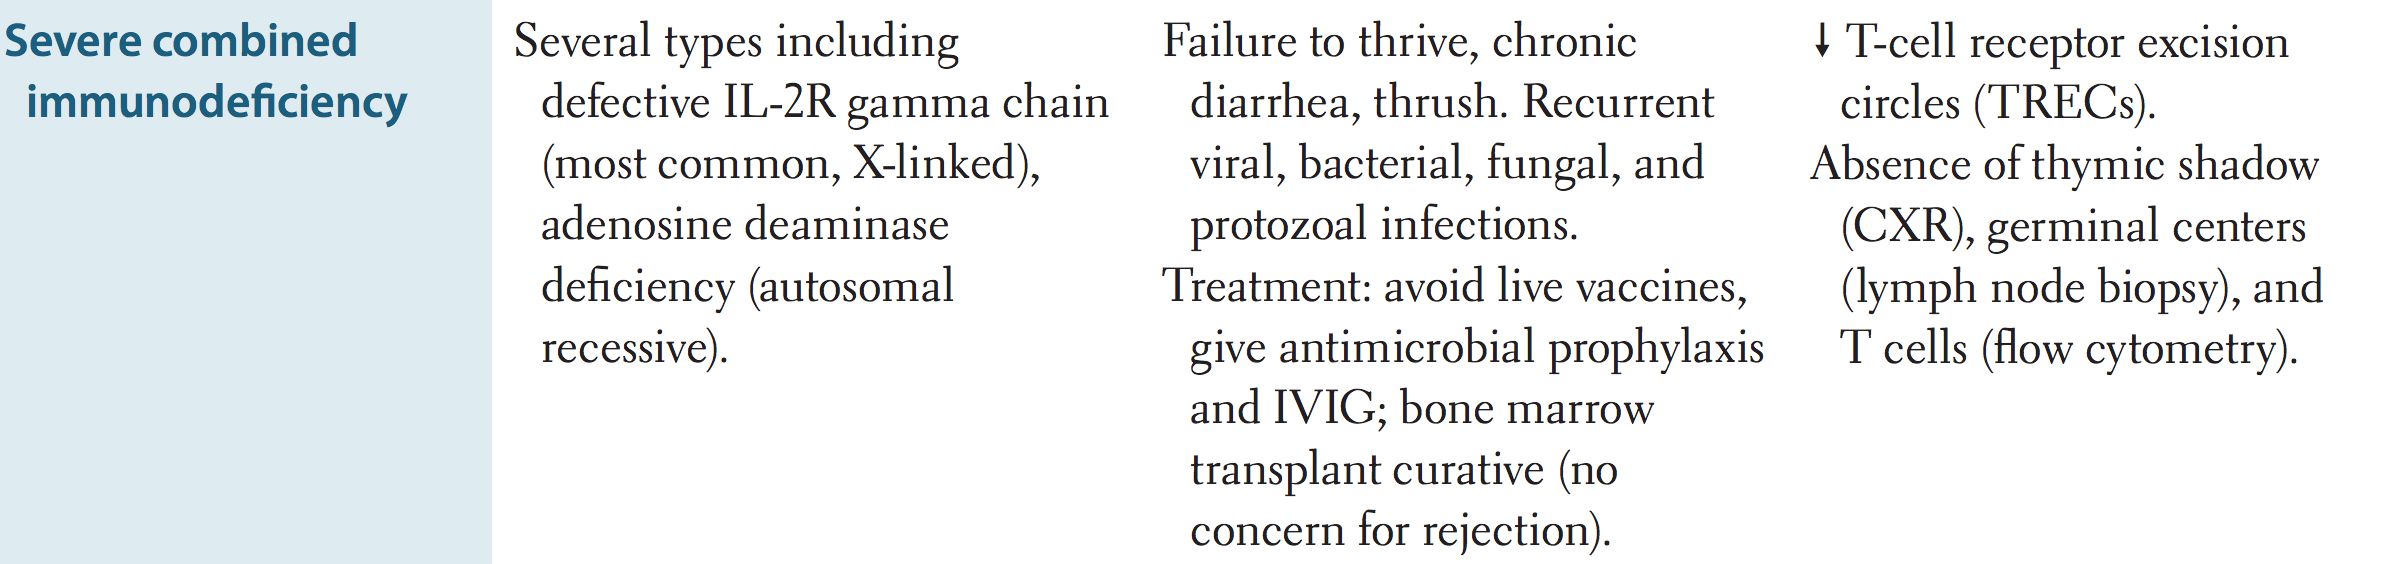 Severe combined
immunodeficiency
Several types including
defective IL-2R gamma chain
(most common, X-linked),
adenosine deaminase
deficiency (autosomal
recessive).
Failure to thrive, chronic
diarrhea, thrush. Recurrent
viral, bacterial, fungal, and
protozoal infections.
Treatment: avoid live vaccines,
give antimicrobial prophylaxis
and IVIG; bone marrow
transplant curative (no
concern for rejection).
↓ T-cell receptor excision
circles (TRECs).
Absence of thymic shadow
(CXR), germinal centers
(lymph node biopsy), and
T cells (flow cytometry).